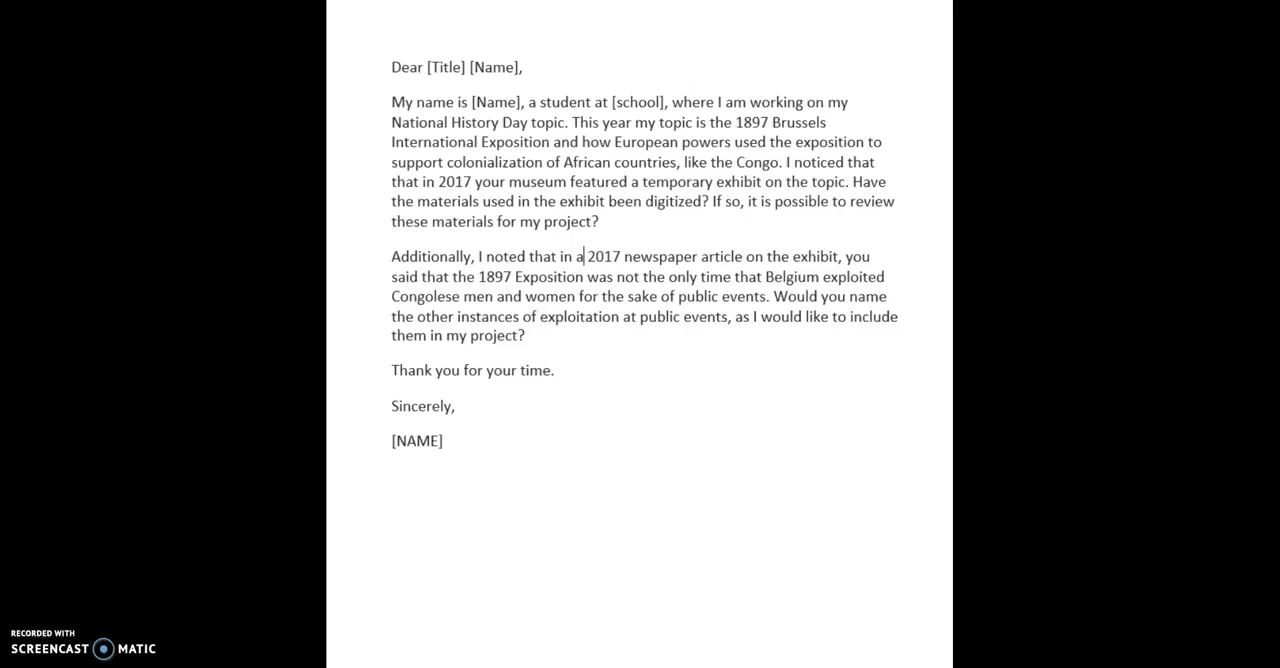 Dear [Title] [Name],
My name is [Name], a student at [school], where I am working on my
National History Day topic. This year my topic is the 1897 Brussels
International Exposition and how European powers used the exposition to
support colonialization of African countries, like the Congo. I noticed that
that in 2017 your museum featured a temporary exhibit on the topic. Have
the materials used in the exhibit been digitized? If so, it is possible to review
these materials for my project?
Additionally, I noted that in a 2017 newspaper article on the exhibit, you
said that the 1897 Exposition was not the only time that Belgium exploited
Congolese men and women for the sake of public events. Would you name
the other instances of exploitation at public events, as I would like to include
them in my project?
Thank you for your time.
Sincerely,
[NAME]
RECORDED WITH
SCREENCAST MATIC